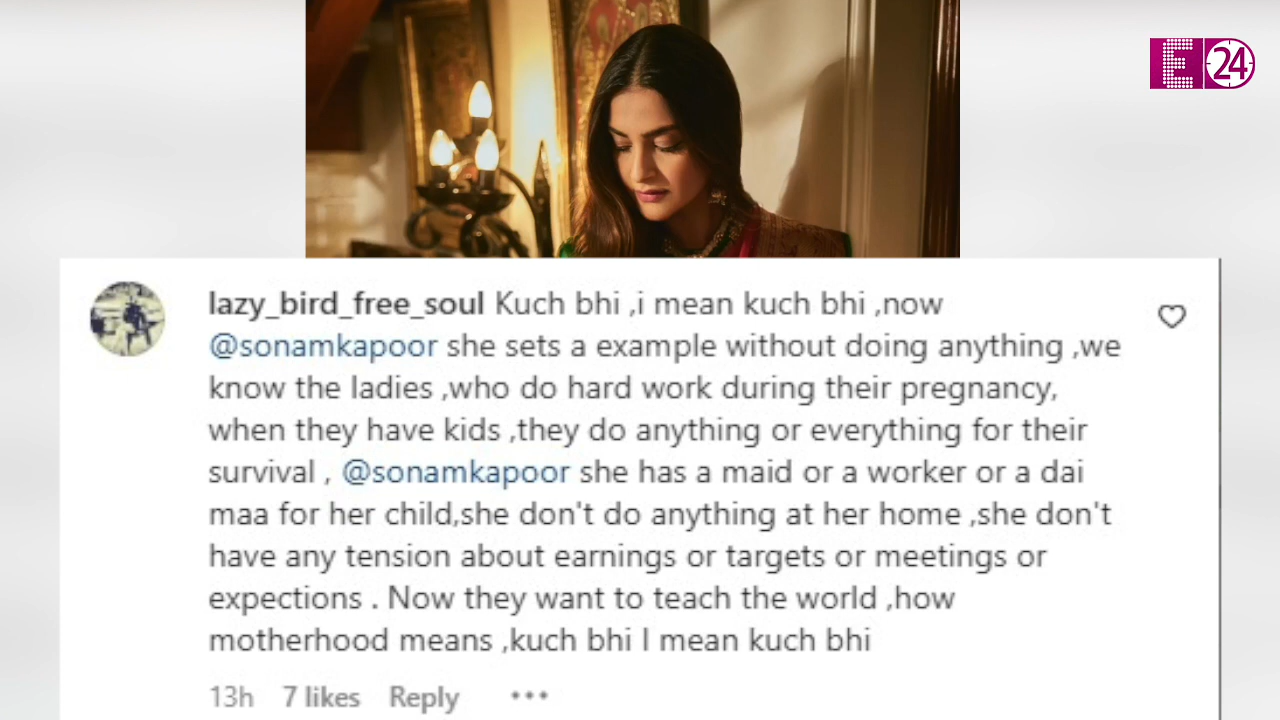 E 24
lazy_bird_free_soul Kuch bhi ,i mean kuch bhi ,now
@sonamkapoor she sets a example without doing anything ,we
know the ladies ,who do hard work during their pregnancy,
when they have kids ,they do anything or everything for their
survival , @sonamkapoor she has a maid or a worker or a dai
maa for her child,she don't do anything at her home ,she don't
have any tension about earnings or targets or meetings or
expections . Now they want to teach the world ,how
motherhood means ,kuch bhi I mean kuch bhi
13h 7 likes Reply •••